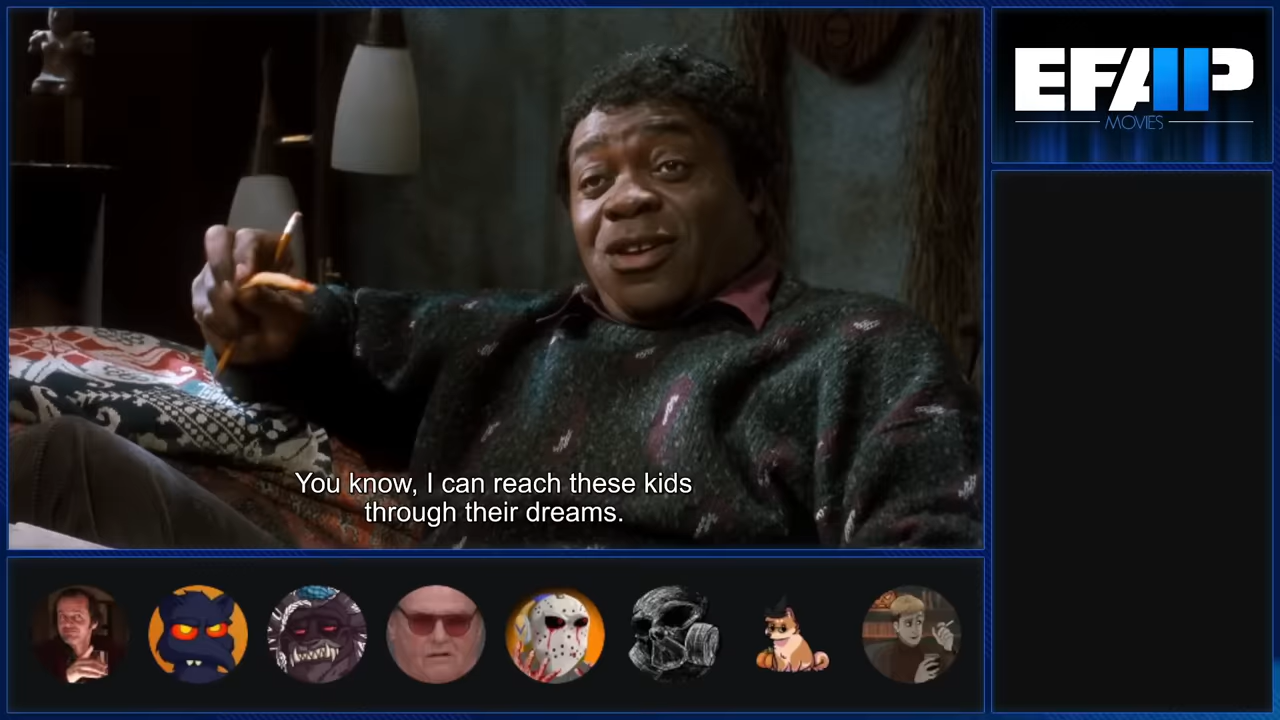 EFAP
MOVIES
You know, I can reach these kids
through their dreams.